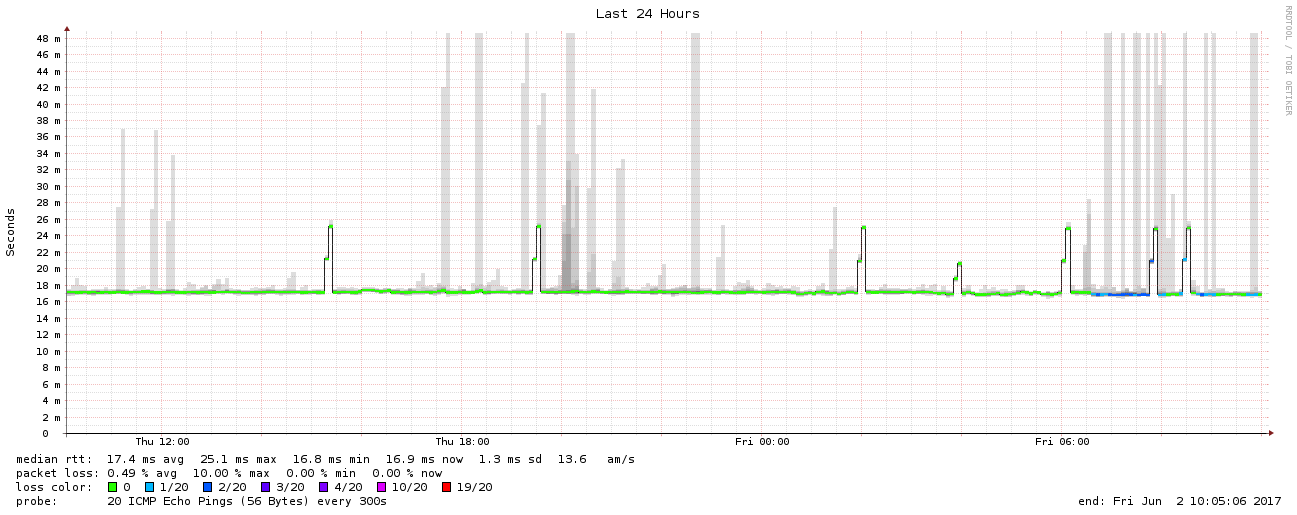 Last 24 Hours
RRDTOOL / TOBI OETIKER
Seconds
48 m
46 m
44 m
42 m
40 m
38 m
36 m
34 m
32 m
30 m
28 m
26 m
24 m
22 m
20 m
18 m
16 m
14 m
12 m
10 m
8 m
6 m
4 m
2 m
0
Thu 12:00 Thu 18:00 Fri 00:00 Fri 06:00
median rtt: 17.4 ms avg 25.1 ms max 16.8 ms min 16.9 ms now 1.3 ms sd 13.6 am/s
packet loss: 0.49 % avg 10.00 % max 0.00 % min 0.00 % now
loss color: 0 1/20 2/20 3/20 4/20 10/20 19/20
probe: 20 ICMP Echo Pings (56 Bytes) every 300s end: Fri Jun 2 10:05:06 2017